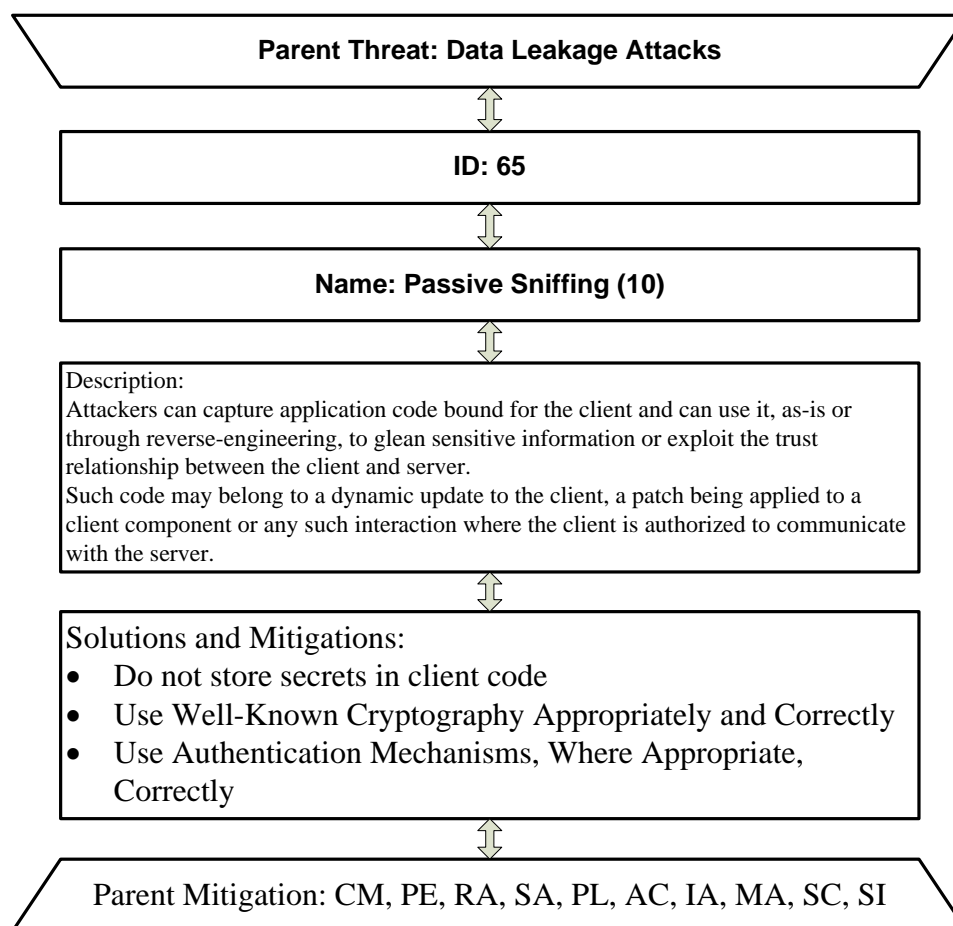 Parent Threat: Data Leakage Attacks
ID: 65
Name: Passive Sniffing (10)
Description:
Attackers can capture application code bound for the client and can use it, as-is or
through reverse-engineering, to glean sensitive information or exploit the trust
relationship between the client and server.
Such code may belong to a dynamic update to the client, a patch being applied to a
client component or any such interaction where the client is authorized to communicate
with the server.
Solutions and Mitigations:
• Do not store secrets in client code
• Use Well-Known Cryptography Appropriately and Correctly
• Use Authentication Mechanisms, Where Appropriate,
Correctly
Parent Mitigation: CM, PE, RA, SA, PL, AC, IA, MA, SC, SI